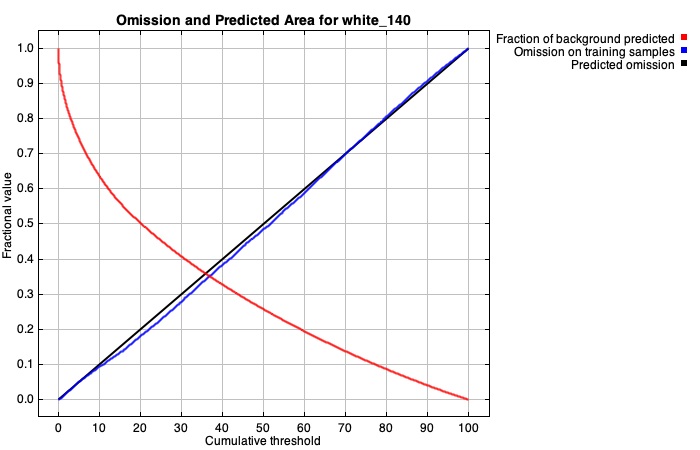 Omission and Predicted Area for white_140
Fraction of background predicted
Omission on training samples
Predicted omission
Fractional value
1.0
0.9
0.8
0.7
0.6
0.5
0.4
0.3
0.2
0.1
0.0
0 10 20 30 40 50 60 70 80 90 100
Cumulative threshold